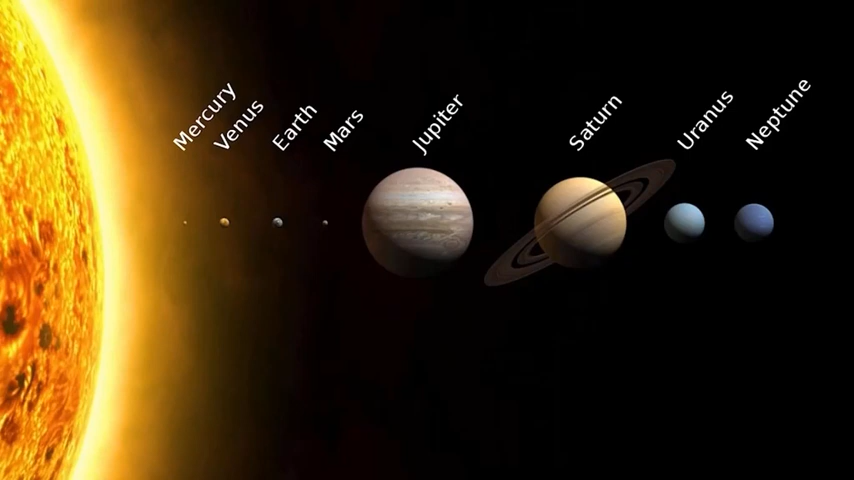 Mercury
Venus
Earth
Mars
Jupiter
Saturn
Uranus
Neptune